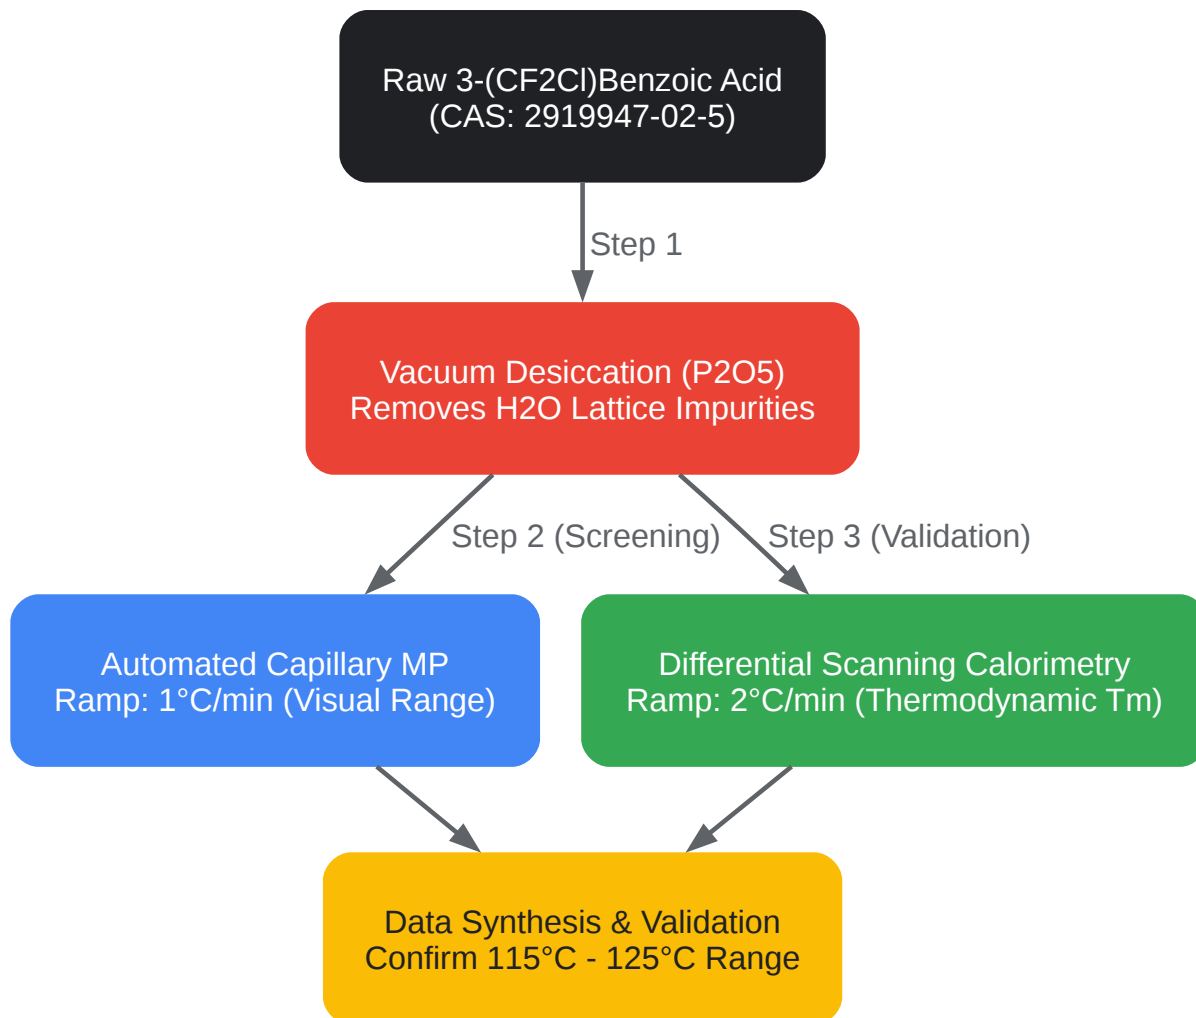 Raw 3-(CF2Cl)Benzoic Acid
(CAS: 2919947-02-5)
Step 1
Vacuum Desiccation (P2O5)
Removes H2O Lattice Impurities
Step 2 (Screening)
Step 3 (Validation)
Automated Capillary MP
Ramp: 1°C/min (Visual Range)
Differential Scanning Calorimetry
Ramp: 2°C/min (Thermodynamic Tm)
Data Synthesis & Validation
Confirm 115°C - 125°C Range